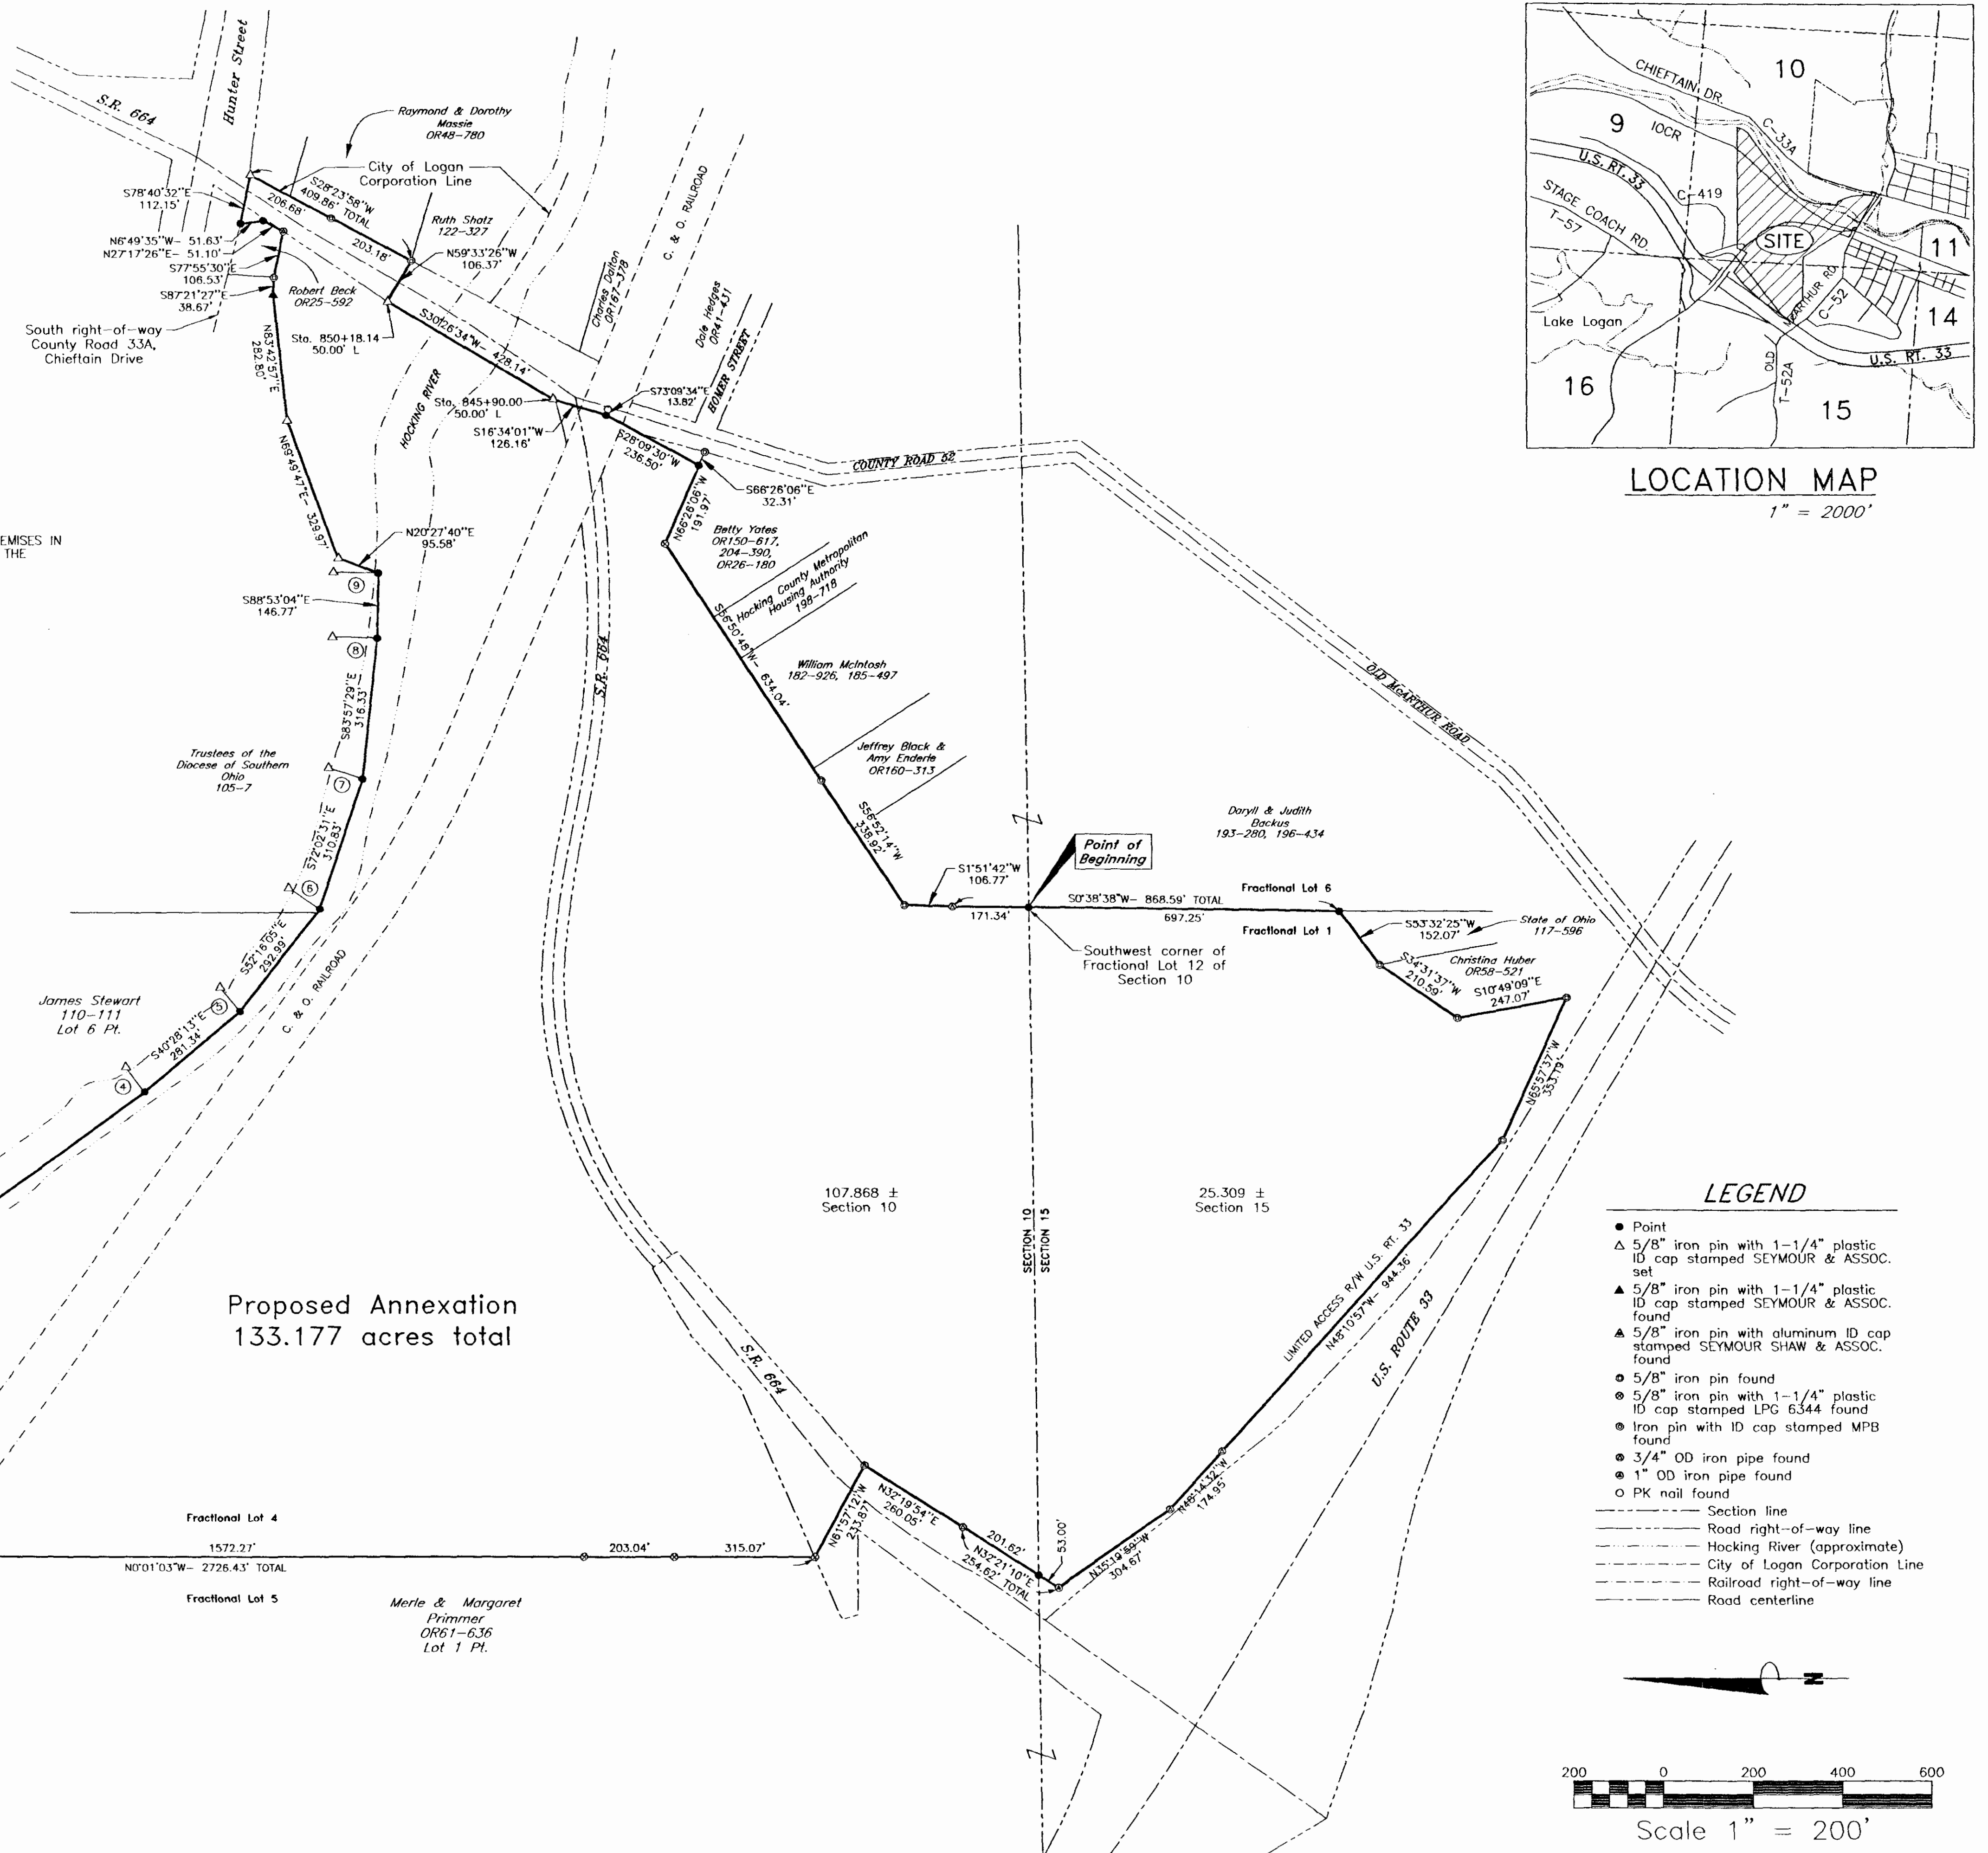 Hunter Street
S.R. 664
Raymond & Dorothy
Massie
OR48-780
City of Logan
Corporation Line
S28°23'58"W
409.86' TOTAL
206.68'
203.18'
S78°40'32"E
112.15'
N6°49'35"W- 51.63'
N27°17'26"E- 51.10'
S77°55'30"E
106.53'
S87°21'27"E
38.67'
Robert Beck
OR25-592
Ruth Shatz
122-327
N59°33'26"W
106.37'
South right-of-way
County Road 33A,
Chieftain Drive
Sta. 850+18.14
50.00' L
S30°26'34"W- 428.14'
N83°42'57"E
282.80'
HOCKING RIVER
Charles Dalton
OR167-378
C. & O. RAILROAD
Dale Hedges
OR41-431
HOMER STREET
Sta. 845+90.00
50.00' L
S16°34'01"W
126.16'
S73°09'34"E
13.82'
S28°09'30"W
236.50'
COUNTY ROAD 52
S66°26'06"E
32.31'
N66°26'06"W
191.97'
N69°49'47"E- 329.97'
EMISES IN
THE
N20°27'40"E
95.58'
9
S88°53'04"E
146.77'
8
S83°57'29"E
316.33'
7
S72°02'31"E
310.83'
6
S52°16'05"E
292.99'
5
S40°28'13"E
281.34'
4
Betty Yates
OR150-617,
204-390,
OR26-180
Hocking County Metropolitan
Housing Authority
198-718
S56°50'48"W- 634.04'
William McIntosh
182-926, 185-497
S.R. 664
Jeffrey Black &
Amy Enderle
OR160-313
S56°52'14"W
338.92'
Trustees of the
Diocese of Southern
Ohio
105-7
James Stewart
110-111
Lot 6 Pt.
C. & O. RAILROAD
OLD McARTHUR ROAD
Daryll & Judith
Backus
193-280, 196-434
Point of
Beginning
S1°51'42"W
106.77'
171.34'
S0°38'38"W- 868.59' TOTAL
697.25'
Fractional Lot 6
Fractional Lot 1
Southwest corner of
Fractional Lot 12 of
Section 10
S53°32'25"W
152.07'
State of Ohio
117-596
S34°31'37"W
210.59'
Christina Huber
OR58-521
S10°49'09"E
247.07'
N65°57'37"W
353.19'
107.868 ±
Section 10
25.309 ±
Section 15
SECTION 10
SECTION 15
LIMITED ACCESS R/W U.S. RT. 33
N48°10'57"W- 944.36'
U.S. ROUTE 33
Proposed Annexation
133.177 acres total
S.R. 664
N48°14'32"W
174.95'
N35°19'59"W
304.67'
53.00'
201.62'
N32°21'10"E
254.62' TOTAL
N32°19'54"E
260.05'
N61°57'12"W
233.87'
Fractional Lot 4
1572.27'
203.04'
315.07'
N0°01'03"W- 2726.43' TOTAL
Fractional Lot 5
Merle & Margaret
Primmer
OR61-636
Lot 1 Pt.
10
CHIEFTAIN DR.
9
IOCR
C-33A
U.S. RT. 33
C-419
STAGE COACH RD.
T-57
SITE
11
McARTHUR RD.
C-52
14
Lake Logan
OLD
T-52A
U.S. RT. 33
16
15
LOCATION MAP
1" = 2000'
LEGEND
Point
5/8" iron pin with 1-1/4" plastic
ID cap stamped SEYMOUR & ASSOC.
set
5/8" iron pin with 1-1/4" plastic
ID cap stamped SEYMOUR & ASSOC.
found
5/8" iron pin with aluminum ID cap
stamped SEYMOUR SHAW & ASSOC.
found
5/8" iron pin found
5/8" iron pin with 1-1/4" plastic
ID cap stamped LPG 6344 found
Iron pin with ID cap stamped MPB
found
3/4" OD iron pipe found
1" OD iron pipe found
PK nail found
Section line
Road right-of-way line
Hocking River (approximate)
City of Logan Corporation Line
Railroad right-of-way line
Road centerline
N
200 0 200 400 600
Scale 1" = 200'